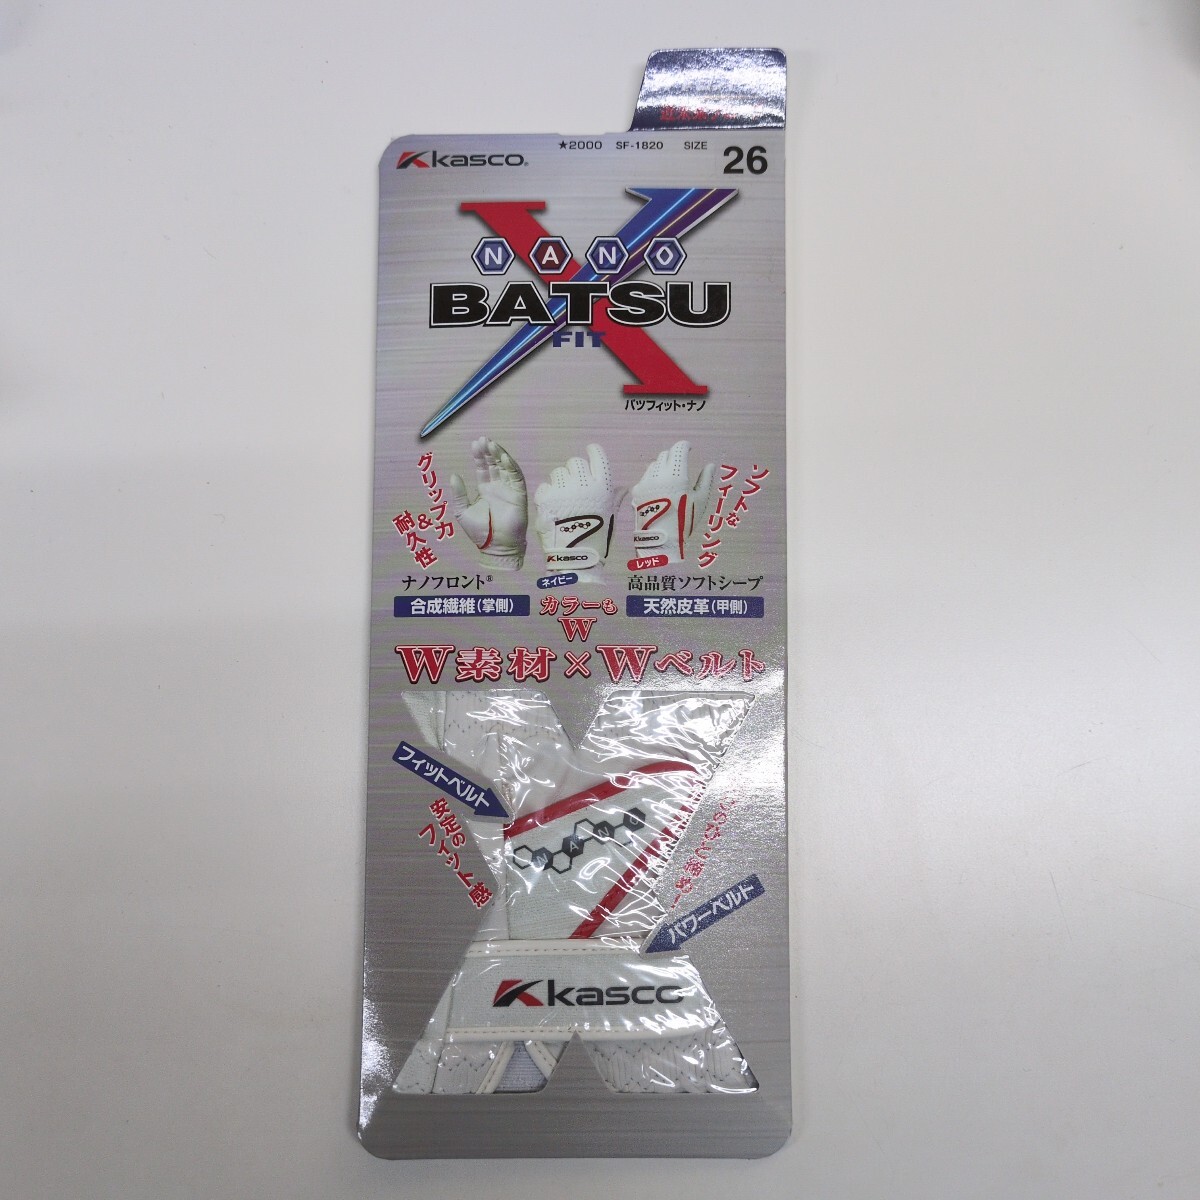 Kasco®
★2000 SF-1820 SIZE 26
NANO
BATSU
FIT
バツフィット・ナノ
グリップ力
&
耐久性
ソフトな
フィーリング
Kkasco
Kkasco
ネイビー
レッド
ナノフロント®
高品質ソフトシープ
合成繊維(掌側)
カラーも
W
天然皮革(甲側)
W素材×Wベルト
フィットベルト
安定の
フィット感
NANO
パワーベルト
Kkasco